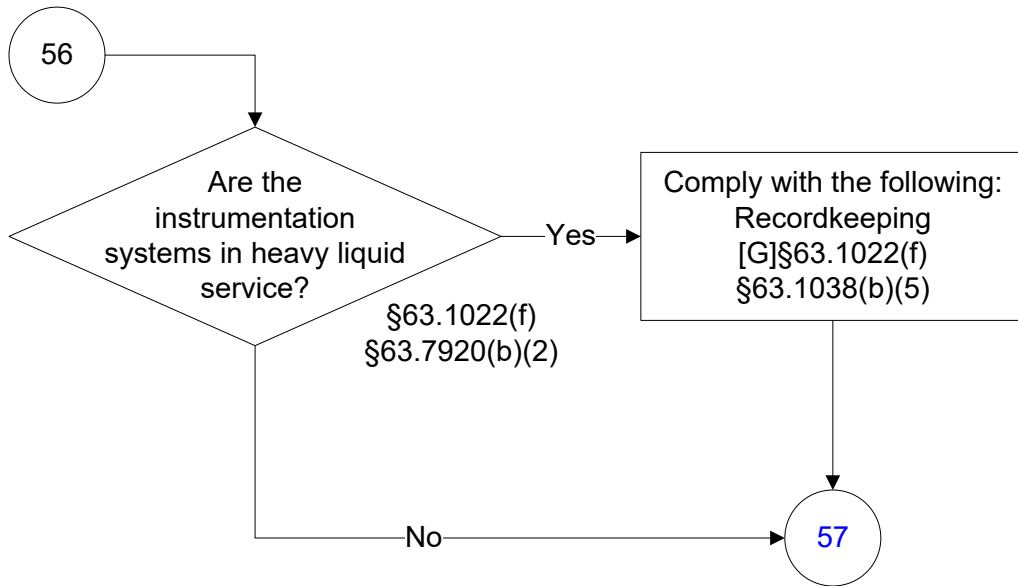 56
Are the
instrumentation
systems in heavy liquid
service?
§63.1022(f)
§63.7920(b)(2)
Yes
Comply with the following:
Recordkeeping
[G]§63.1022(f)
§63.1038(b)(5)
No
57